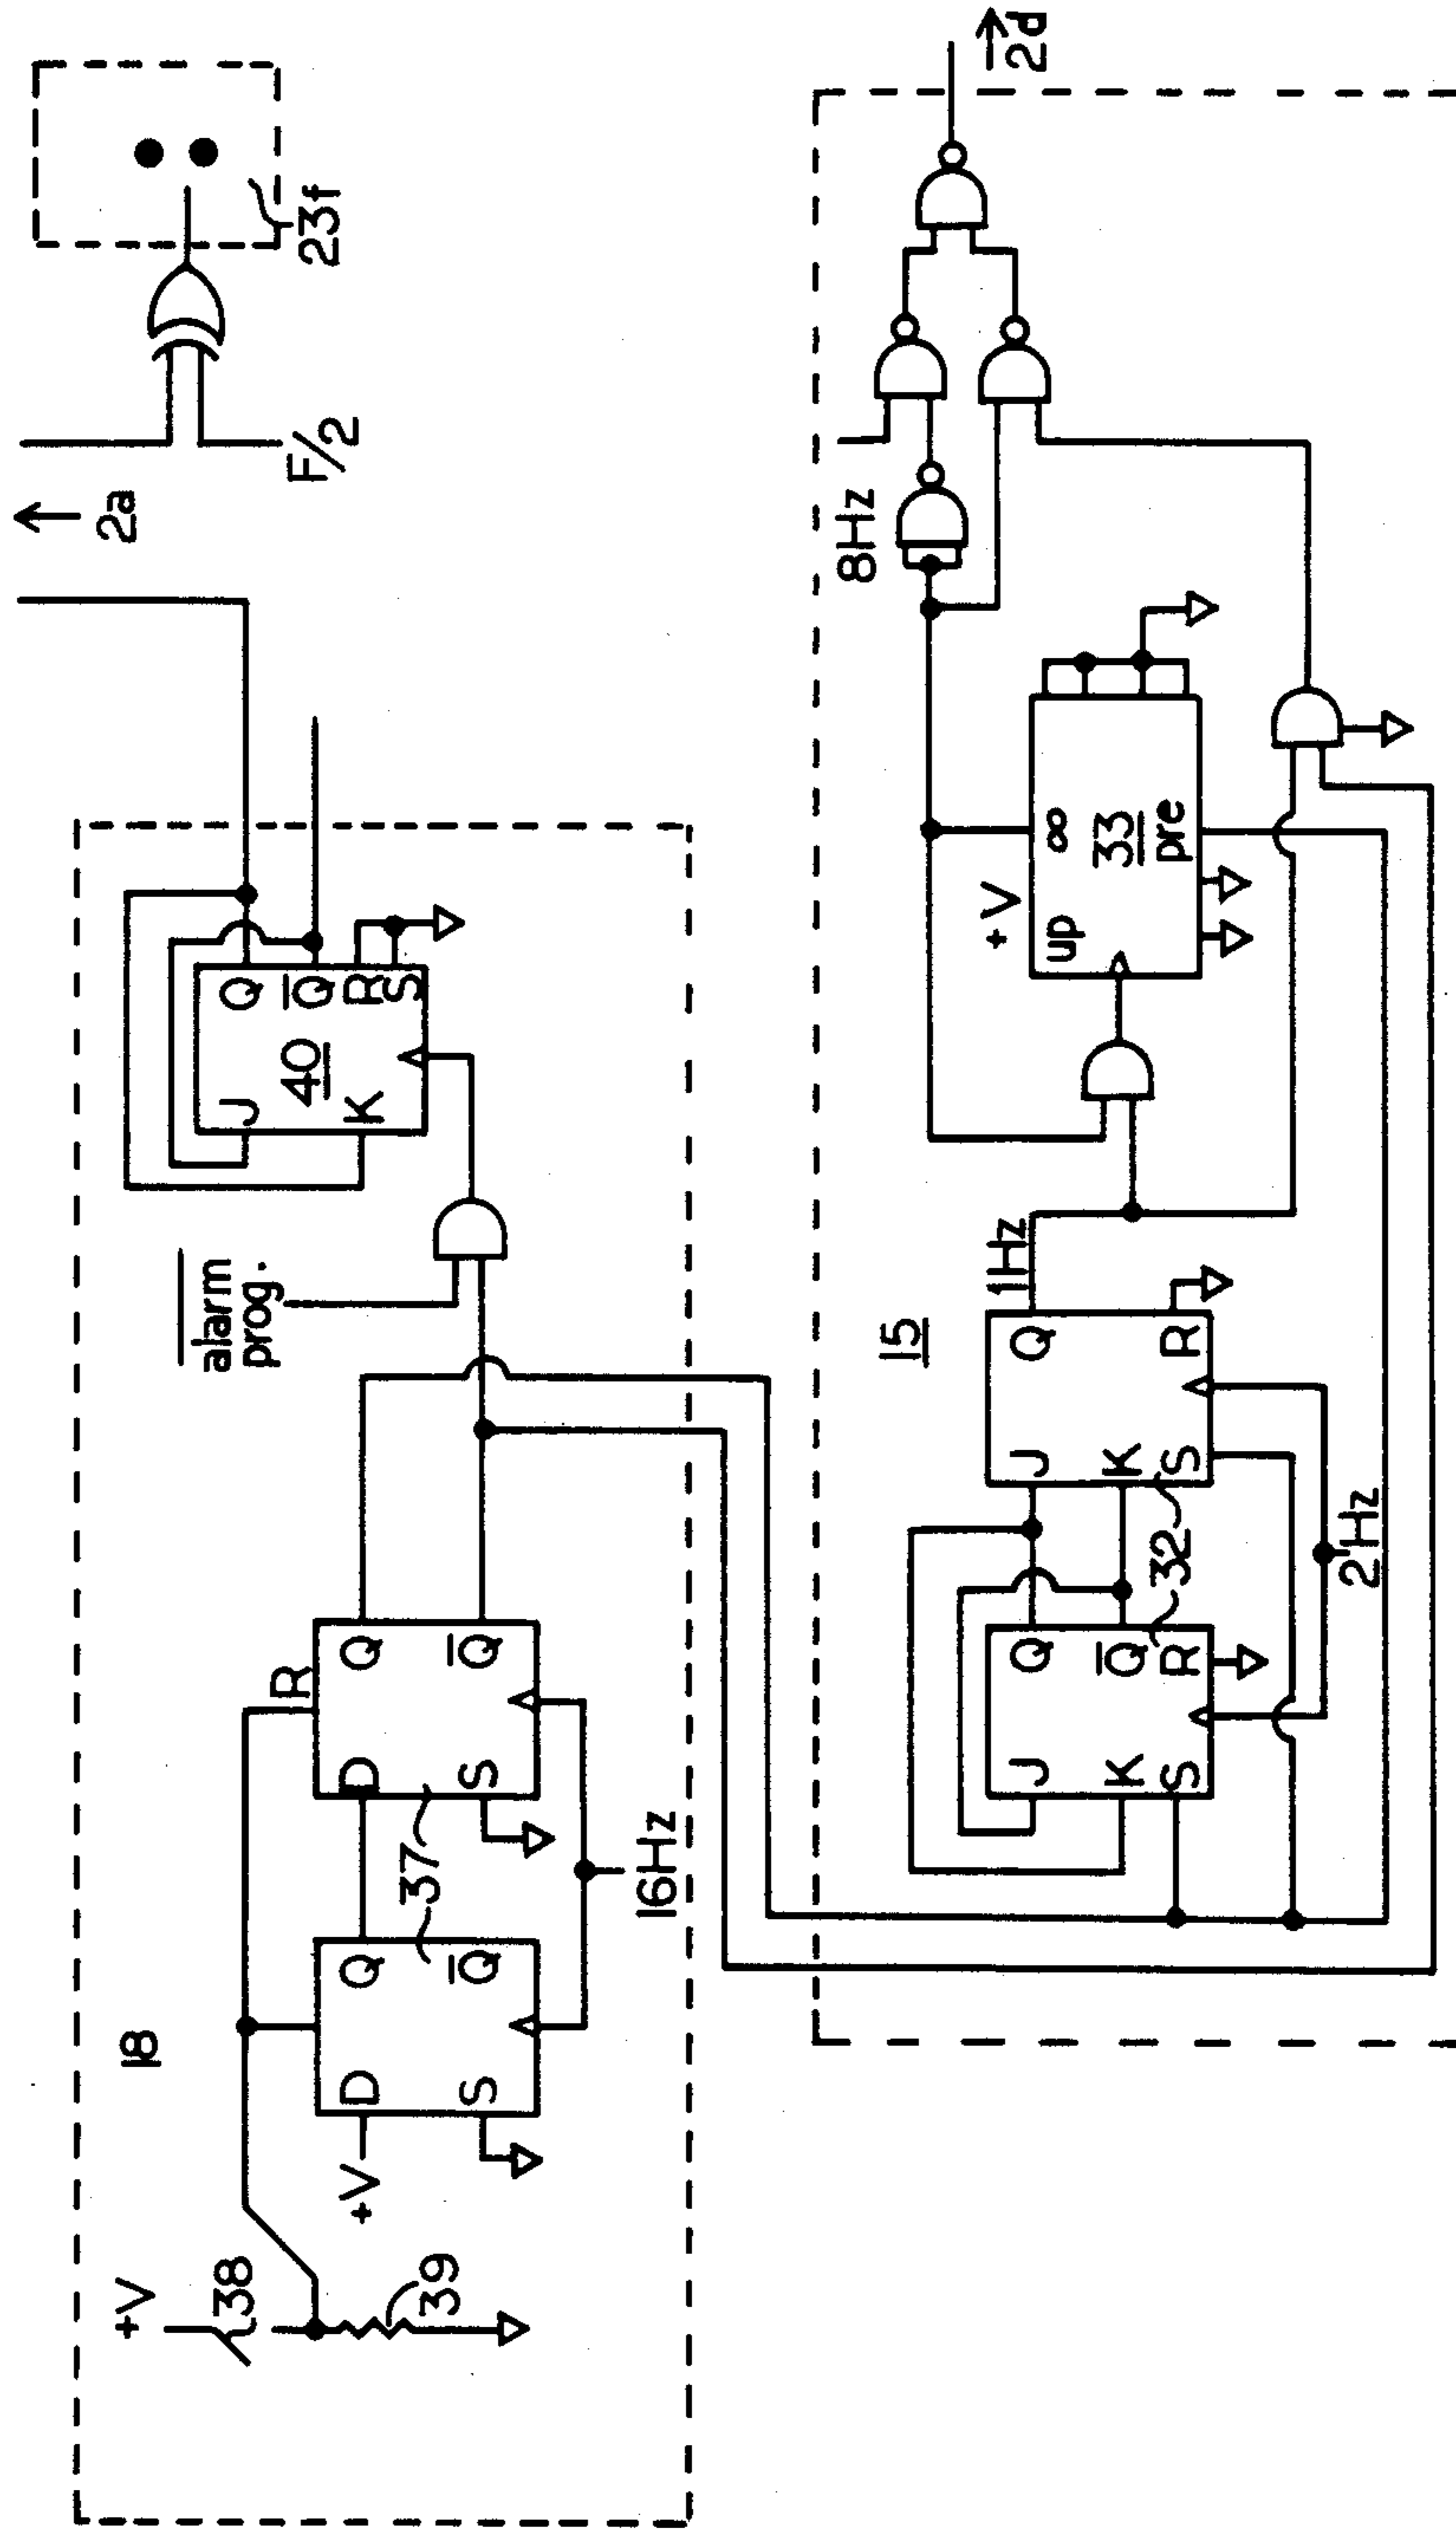 +V
38
39
18
+V
D
S
Q
Q̅
37
D
S
R
Q
Q̅
16Hz
alarm
prog.
J
K
40
Q
Q̅
R
S
2a
F/2
23f
15
J
K
S
Q
Q̅
R
32
J
K
S
Q
R
2Hz
1Hz
+V
up
33
pre
∞
8Hz
2d